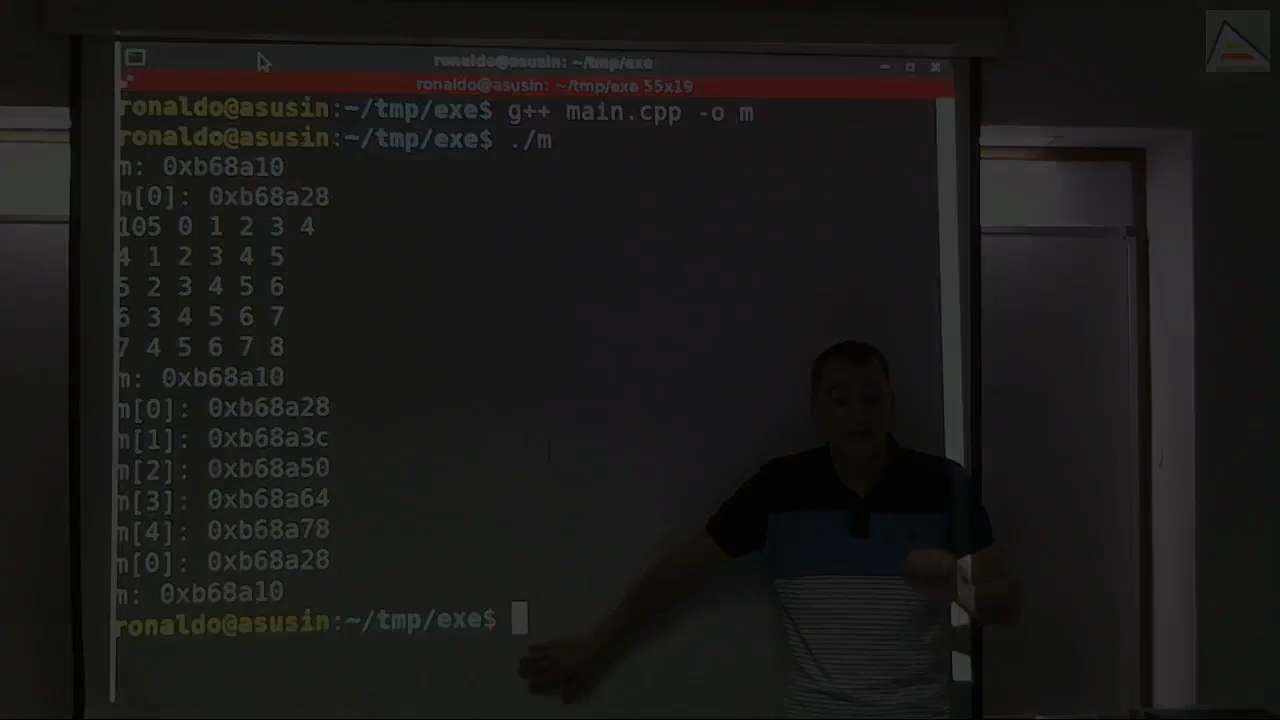 ronaldo@asusin: ~/tmp/exe
ronaldo@asusin: ~/tmp/exe 55x19
ronaldo@asusin:~/tmp/exe$ g++ main.cpp -o m
ronaldo@asusin:~/tmp/exe$ ./m
m: 0xb68a10
m[0]: 0xb68a28
105 0 1 2 3 4
4 1 2 3 4 5
5 2 3 4 5 6
6 3 4 5 6 7
7 4 5 6 7 8
m: 0xb68a10
m[0]: 0xb68a28
m[1]: 0xb68a3c
m[2]: 0xb68a50
m[3]: 0xb68a64
m[4]: 0xb68a78
m[0]: 0xb68a28
m: 0xb68a10
ronaldo@asusin:~/tmp/exe$